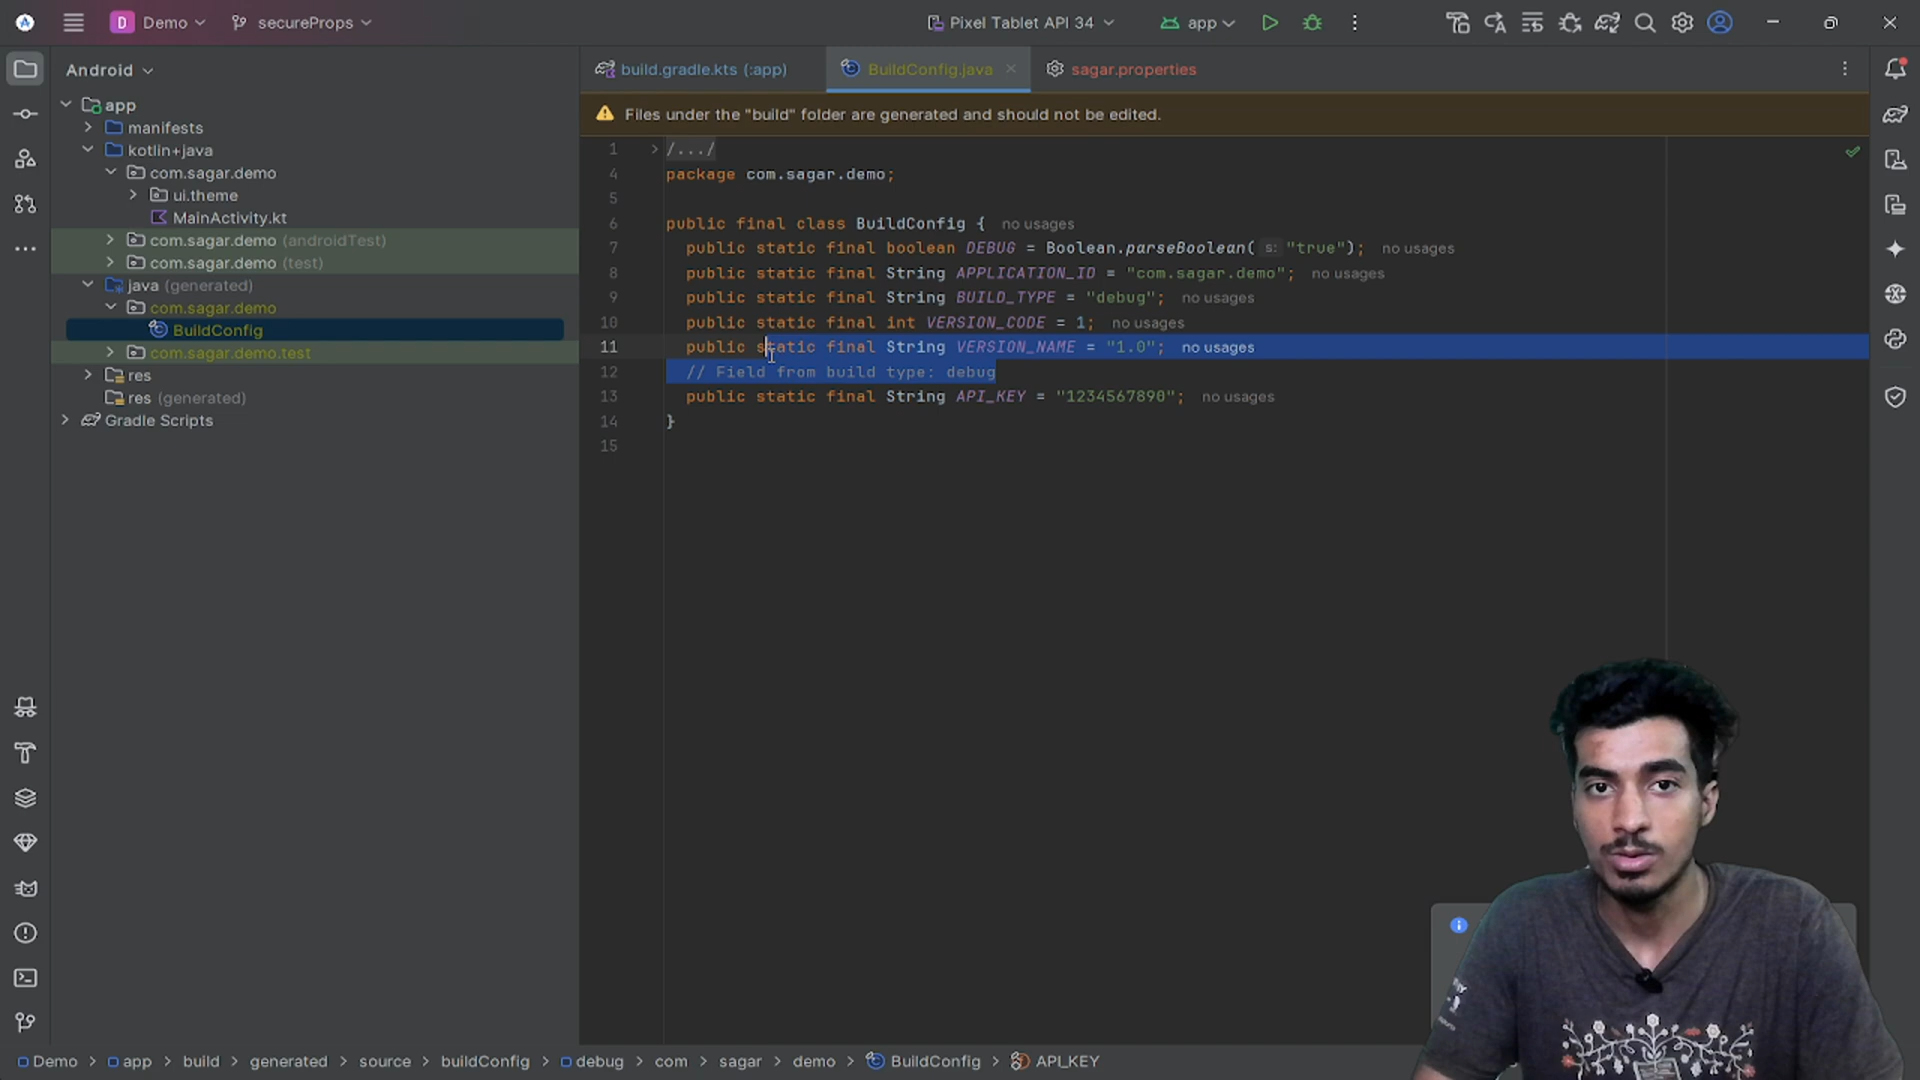 D Demo secureProps Pixel Tablet API 34 app
Android
app
manifests
kotlin+java
com.sagar.demo
ui.theme
MainActivity.kt
com.sagar.demo (androidTest)
com.sagar.demo (test)
java (generated)
com.sagar.demo
BuildConfig
com.sagar.demo.test
res
res (generated)
Gradle Scripts
build.gradle.kts (:app) BuildConfig.java sagar.properties
Files under the "build" folder are generated and should not be edited.
1 /.../
4 package com.sagar.demo;
5
6 public final class BuildConfig { no usages
7 public static final boolean DEBUG = Boolean.parseBoolean( s: "true"); no usages
8 public static final String APPLICATION_ID = "com.sagar.demo"; no usages
9 public static final String BUILD_TYPE = "debug"; no usages
10 public static final int VERSION_CODE = 1; no usages
11 public static final String VERSION_NAME = "1.0"; no usages
12 // Field from build type: debug
13 public static final String API_KEY = "1234567890"; no usages
14 }
15
Demo > app > build > generated > source > buildConfig > debug > com > sagar > demo > BuildConfig > API_KEY